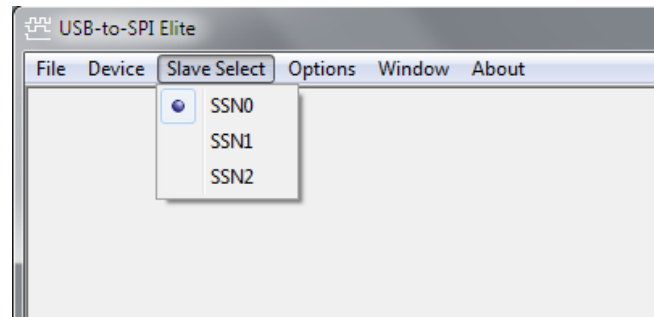 USB-to-SPI Elite
File Device Slave Select Options Window About
SSN0
SSN1
SSN2